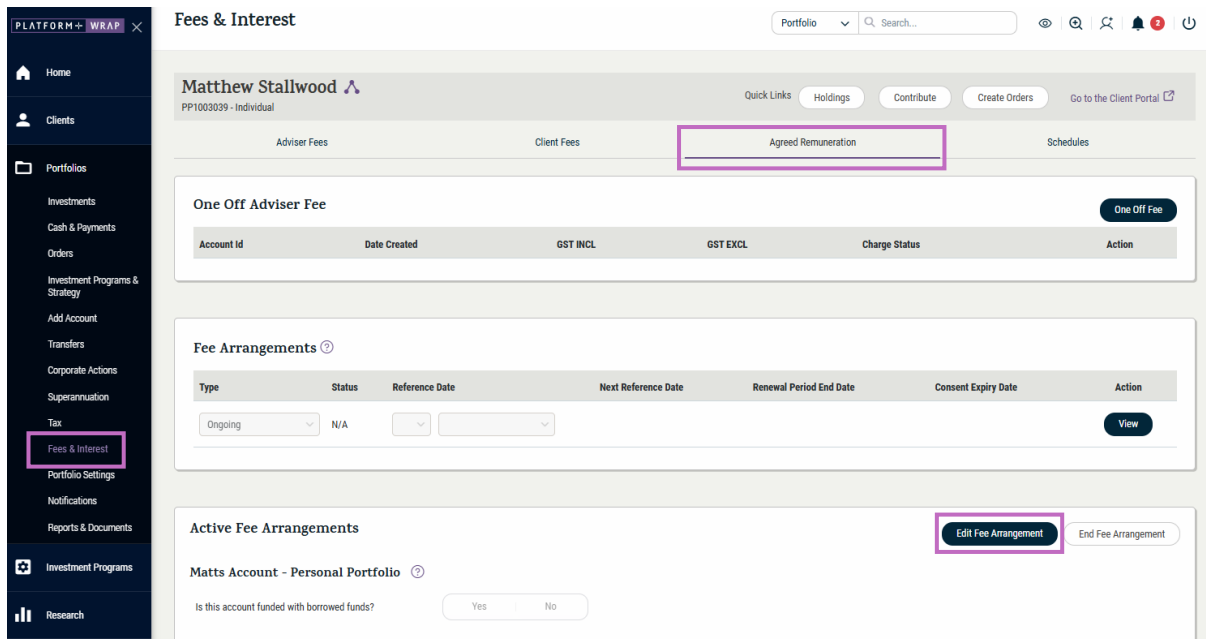 PLATFORM+ WRAP
Home
Clients
Portfolios
Investments
Cash & Payments
Orders
Investment Programs &
Strategy
Add Account
Transfers
Corporate Actions
Superannuation
Tax
Fees & Interest
Portfolio Settings
Notifications
Reports & Documents
Investment Programs
Research
Fees & Interest
Portfolio Search... 2
Matthew Stallwood
PP1003039 - Individual
Quick Links Holdings Contribute Create Orders Go to the Client Portal
Adviser Fees Client Fees Agreed Remuneration Schedules
One Off Adviser Fee
One Off Fee
Account Id Date Created GST INCL GST EXCL Charge Status Action
Fee Arrangements ?
Type Status Reference Date Next Reference Date Renewal Period End Date Consent Expiry Date Action
Ongoing N/A View
Active Fee Arrangements
Edit Fee Arrangement End Fee Arrangement
Matts Account - Personal Portfolio ?
Is this account funded with borrowed funds? Yes No